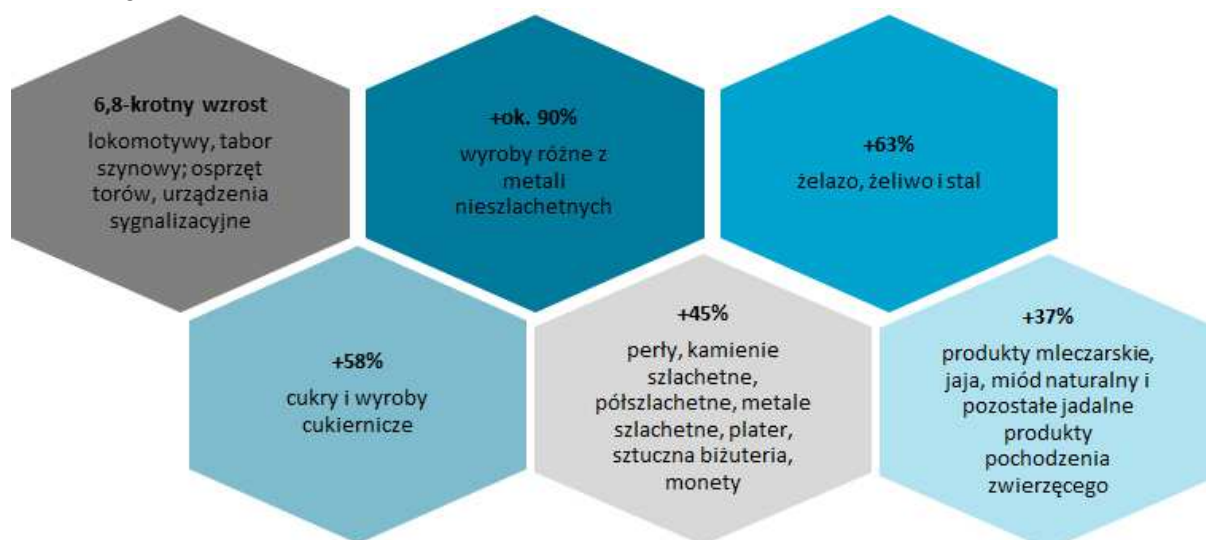 6,8-krotny wzrost
lokomotywy, tabor
szynowy; osprzęt
torów, urządzenia
sygnalizacyjne
+ok. 90%
wyroby różne z
metali
nieszlachetnych
+63%
żelazo, żeliwo i stal
+58%
cukry i wyroby
cukiernicze
+45%
perły, kamienie
szlachetne,
półszlachetne, metale
szlachetne, plater,
sztuczna biżuteria,
monety
+37%
produkty mleczarskie,
jaja, miód naturalny i
pozostałe jadalne
produkty
pochodzenia
zwierzęcego